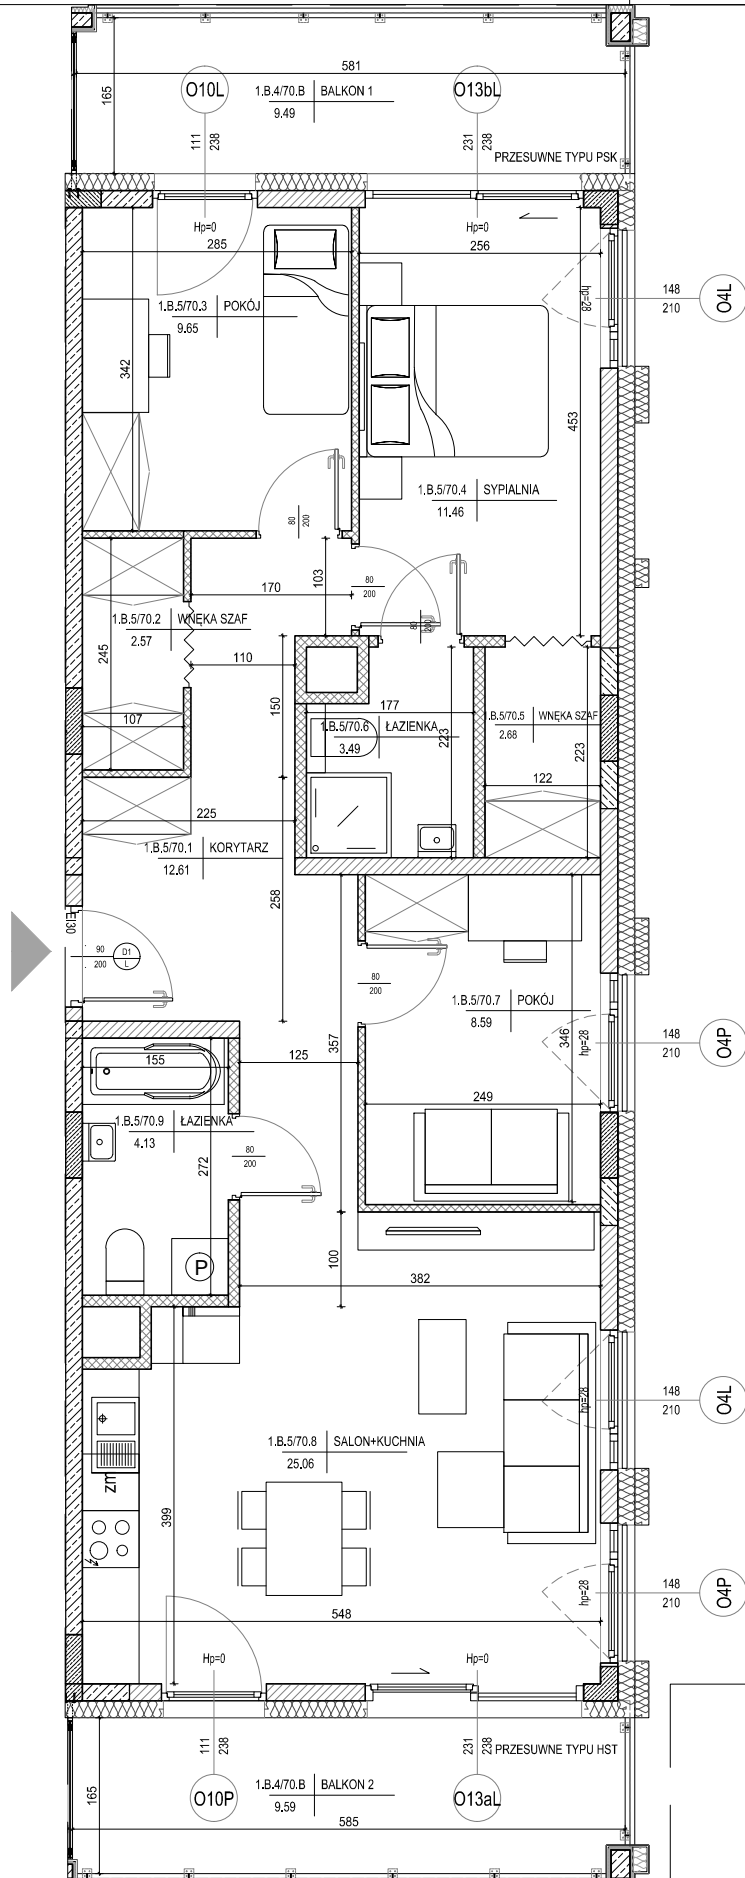 581
165
O10L
1.B.4/70.B BALKON 1
9.49
O13bL
111
238
231
238
PRZESUWNE TYPU PSK
Hp=0
Hp=0
285
256
148
210
O4L
hp=28
1.B.5/70.3 POKÓJ
9.65
342
453
1.B.5/70.4 SYPIALNIA
11.46
80
200
103
170
80
200
80
200
1.B.5/70.2 WNĘKA SZAF
2.57
245
110
150
107
177
1.B.5/70.6 ŁAZIENKA
3.49
223
1.B.5/70.5 WNĘKA SZAF
2.68
223
122
225
1.B.5/70.1 KORYTARZ
12.61
258
EI30
90
200
D1
L
80
200
1.B.5/70.7 POKÓJ
8.59
346
hp=28
148
210
O4P
357
125
155
249
1.B.5/70.9 ŁAZIENKA
4.13
272
80
200
100
P
382
hp=28
148
210
O4L
1.B.5/70.8 SALON+KUCHNIA
25.06
zm
399
hp=28
148
210
O4P
548
Hp=0
Hp=0
111
238
231
238
PRZESUWNE TYPU HST
O10P
1.B.4/70.B BALKON 2
9.59
O13aL
165
585